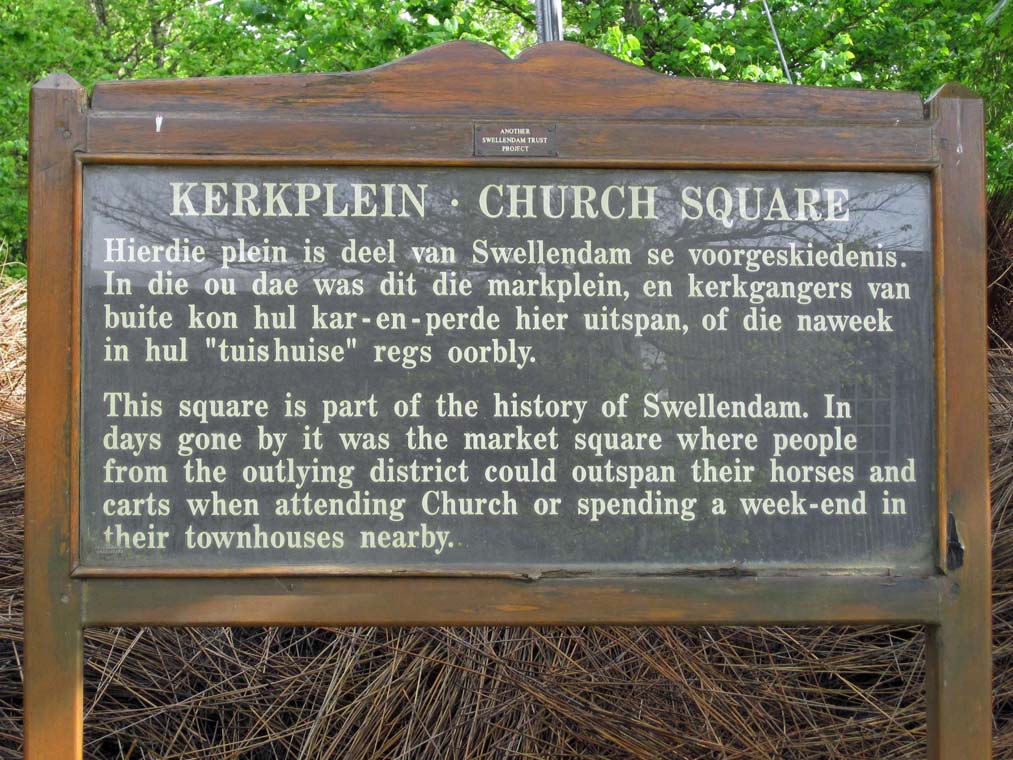 ANOTHER
SWELLENDAM TRUST
PROJECT
KERKPLEIN · CHURCH SQUARE
Hierdie plein is deel van Swellendam se voorgeskiedenis.
In die ou dae was dit die markplein, en kerkgangers van
buite kon hul kar-en-perde hier uitspan, of die naweek
in hul "tuishuise" regs oorbly.
This square is part of the history of Swellendam. In
days gone by it was the market square where people
from the outlying district could outspan their horses and
carts when attending Church or spending a week-end in
their townhouses nearby.